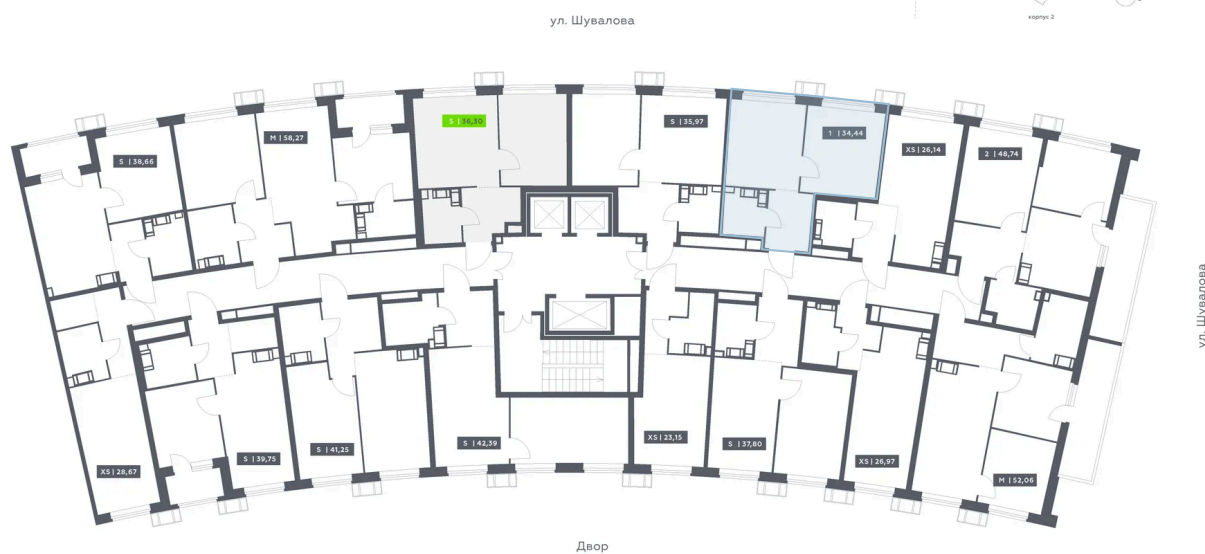 корпус 2
ул. Шувалова
S | 36,30
S | 35,97
1 | 34,44
M | 58,27
XS | 26,14
S | 38,66
2 | 48,74
ул. Шувалова
XS | 28,67
S | 39,75
S | 41,25
S | 42,39
XS | 23,15
S | 37,80
XS | 26,97
M | 52,06
Двор